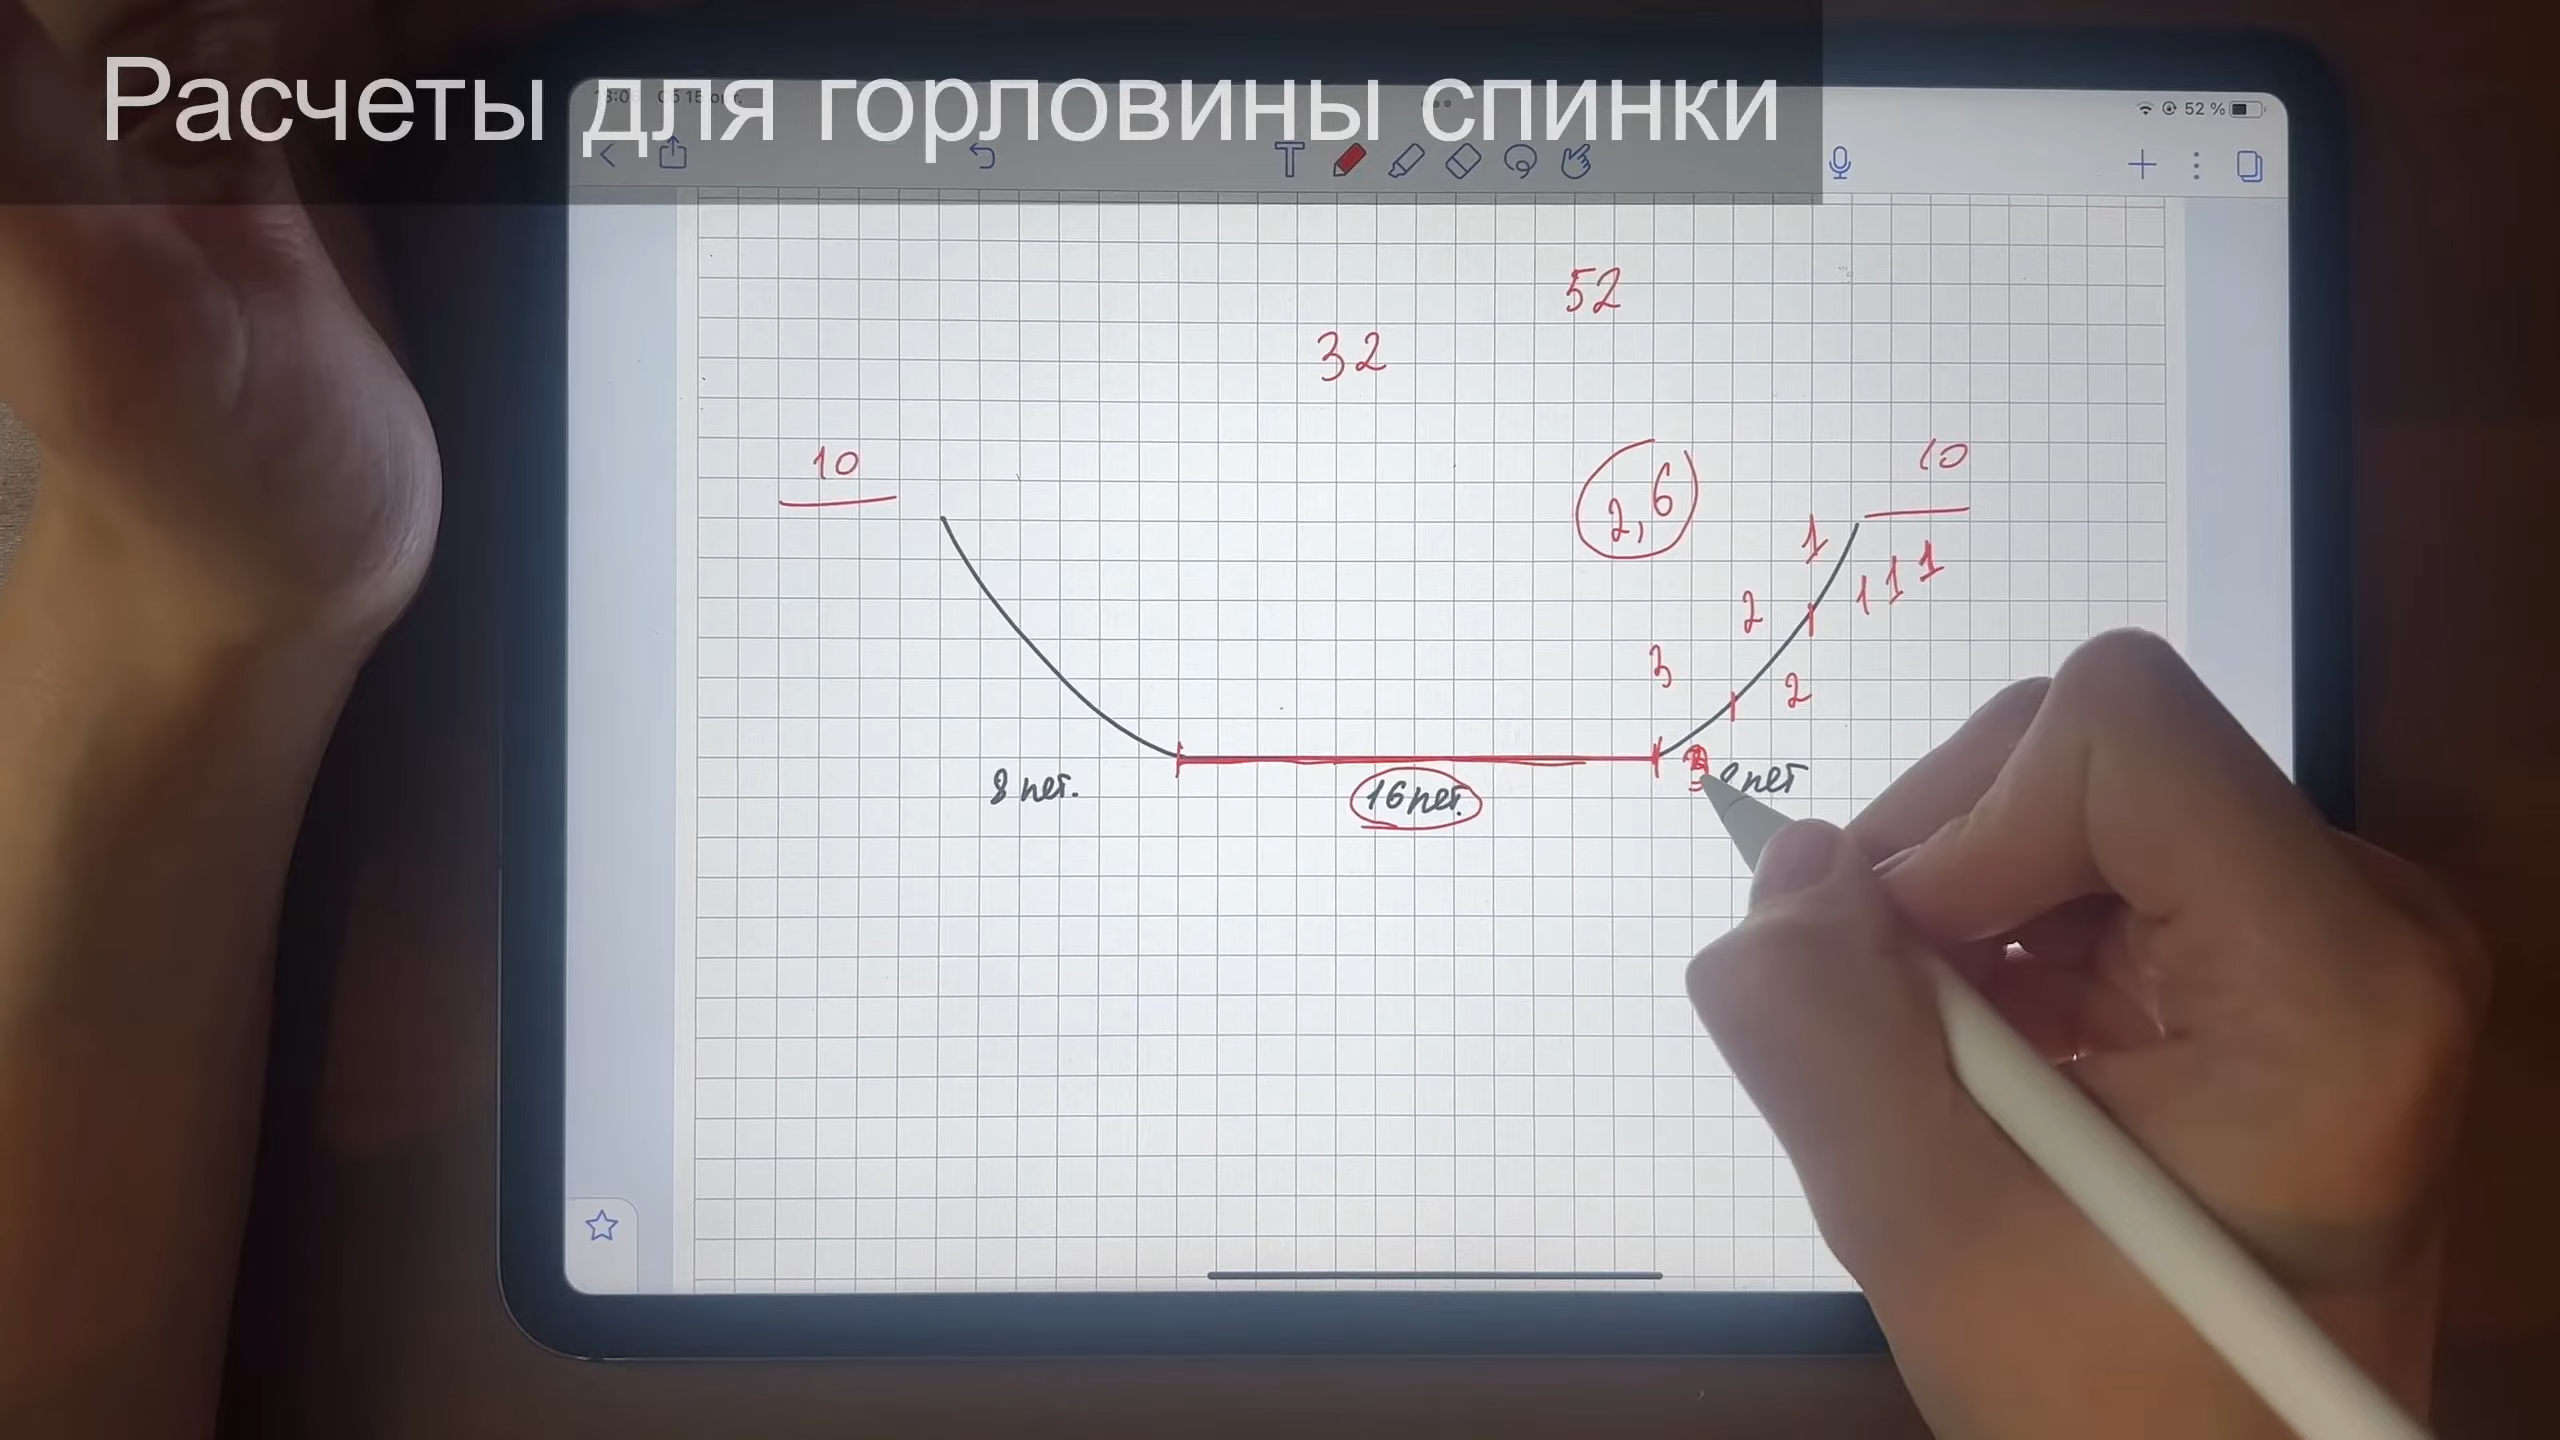 Расчеты для горловины спинки
52 %
52
32
10
10
2,6
1
1 1 1
2
3
2
8 пет.
16 пет.
пет